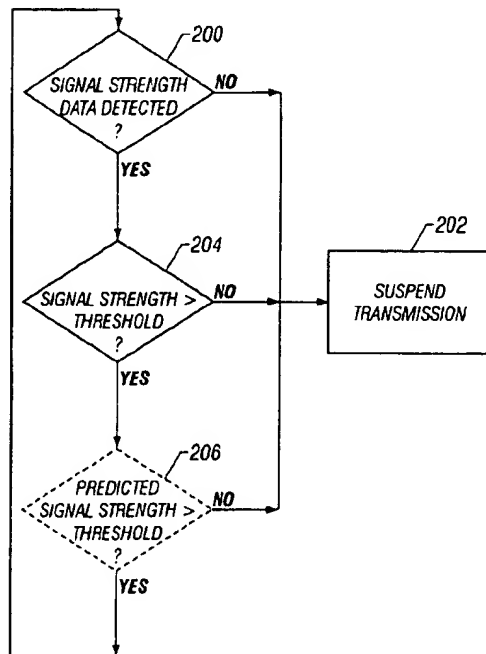 200
SIGNAL STRENGTH
DATA DETECTED
?
NO
YES
204
SIGNAL STRENGTH >
THRESHOLD
?
NO
YES
202
SUSPEND
TRANSMISSION
206
PREDICTED
SIGNAL STRENGTH >
THRESHOLD
?
NO
YES